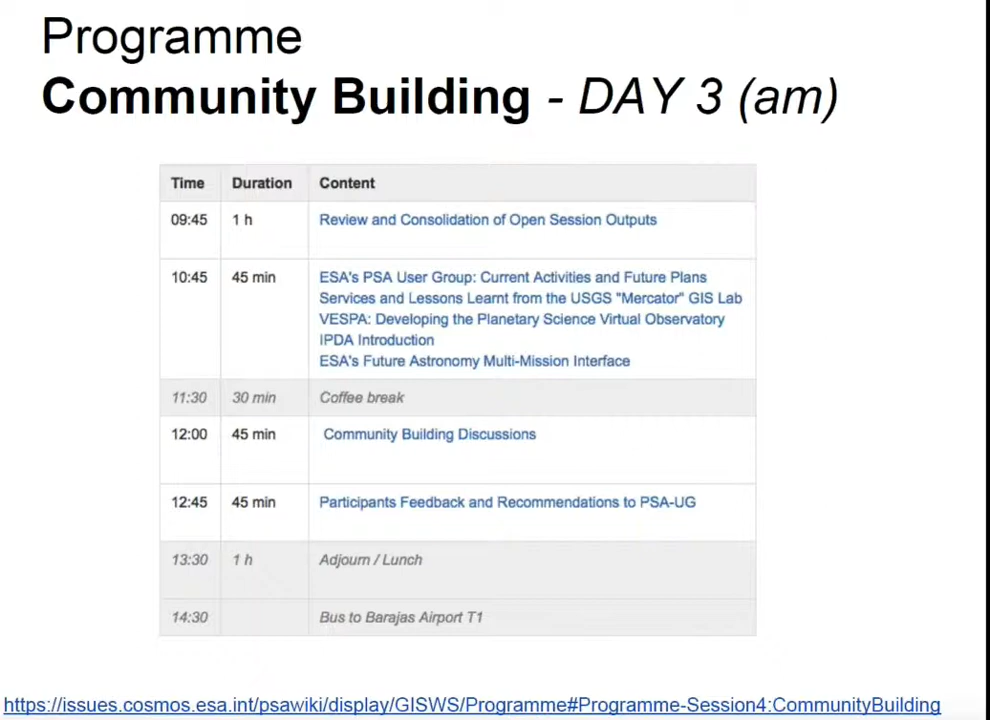 Programme
Community Building - DAY 3 (am)
Time Duration Content
09:45 1 h Review and Consolidation of Open Session Outputs
10:45 45 min ESA's PSA User Group: Current Activities and Future Plans
Services and Lessons Learnt from the USGS "Mercator" GIS Lab
VESPA: Developing the Planetary Science Virtual Observatory
IPDA Introduction
ESA's Future Astronomy Multi-Mission Interface
11:30 30 min Coffee break
12:00 45 min Community Building Discussions
12:45 45 min Participants Feedback and Recommendations to PSA-UG
13:30 1 h Adjourn / Lunch
14:30 Bus to Barajas Airport T1
https://issues.cosmos.esa.int/psawiki/display/GISWS/Programme#Programme-Session4:CommunityBuilding